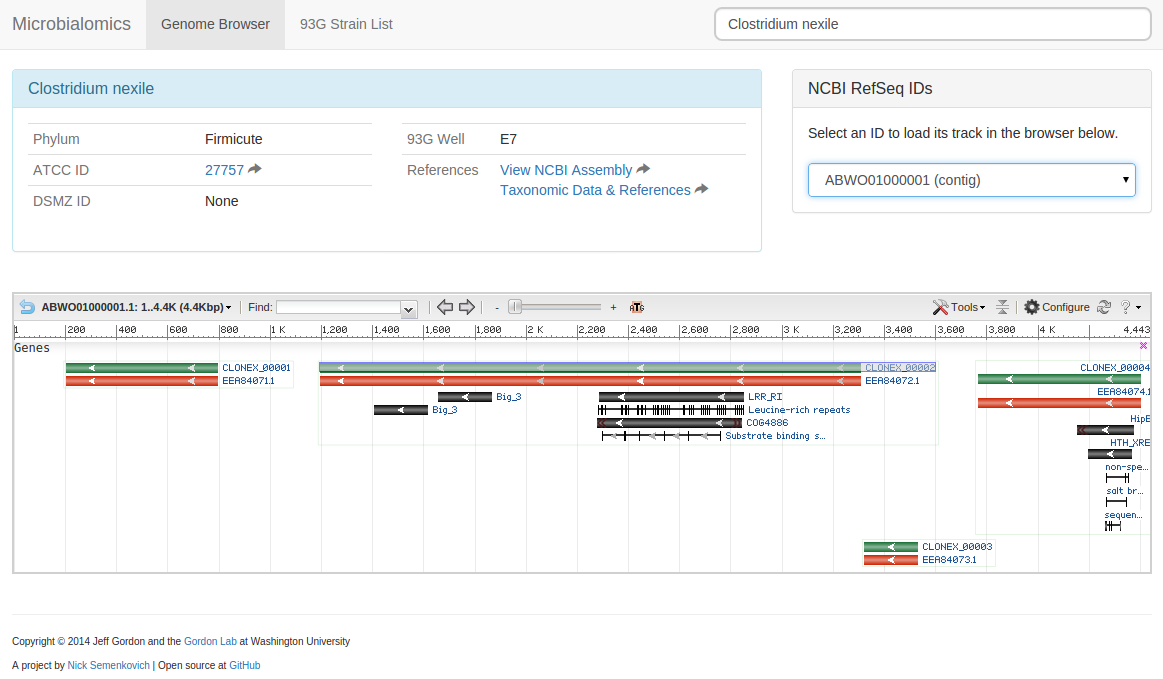 Microbialomics Genome Browser 93G Strain List Clostridium nexile
Clostridium nexile
NCBI RefSeq IDs
Phylum Firmicute 93G Well E7
Select an ID to load its track in the browser below.
ATCC ID 27757 References View NCBI Assembly
ABWO01000001 (contig)
Taxonomic Data & References
DSMZ ID None
ABWO01000001.1: 1..4.4K (4.4Kbp) Find: - + ATG Tools Configure ?
1 200 400 600 800 1 K 1,200 1,400 1,600 1,800 2 K 2,200 2,400 2,600 2,800 3 K 3,200 3,400 3,600 3,800 4 K 4,443
Genes
CLONEX_00001 CLONEX_00002 CLONEX_00004
EEA84071.1 EEA84072.1
EEA84074.1
Big_3 LRR_RI
Big_3 Leucine-rich repeats
COG4886 HipB
Substrate binding s...
HTH_XRE
non-spe...
salt br...
sequen...
CLONEX_00003
EEA84073.1
Copyright © 2014 Jeff Gordon and the Gordon Lab at Washington University
A project by Nick Semenkovich | Open source at GitHub